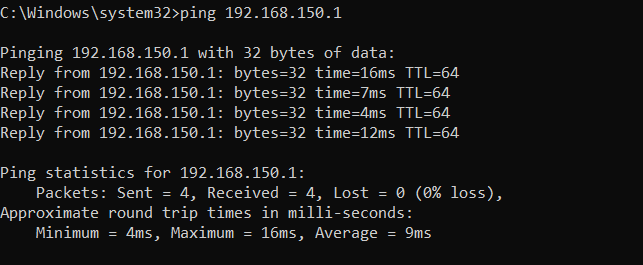 C:\Windows\system32>ping 192.168.150.1
Pinging 192.168.150.1 with 32 bytes of data:
Reply from 192.168.150.1: bytes=32 time=16ms TTL=64
Reply from 192.168.150.1: bytes=32 time=7ms TTL=64
Reply from 192.168.150.1: bytes=32 time=4ms TTL=64
Reply from 192.168.150.1: bytes=32 time=12ms TTL=64
Ping statistics for 192.168.150.1:
    Packets: Sent = 4, Received = 4, Lost = 0 (0% loss),
Approximate round trip times in milli-seconds:
    Minimum = 4ms, Maximum = 16ms, Average = 9ms